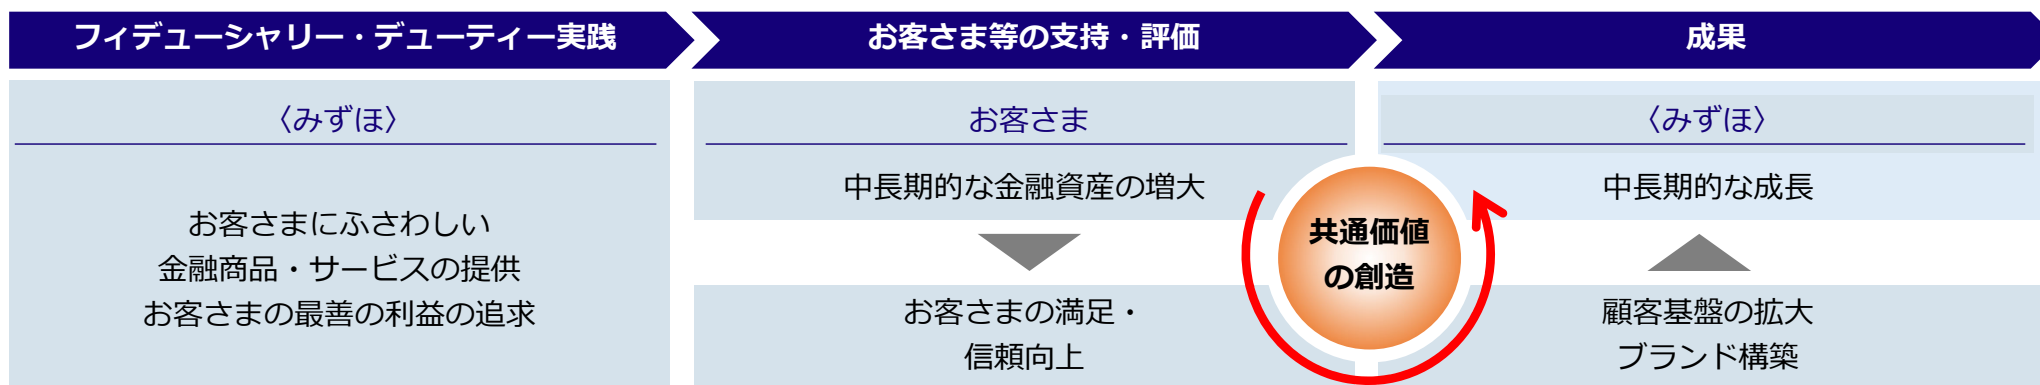 フィデューシャリー・デューティー実践
お客さま等の支持・評価
成果
〈みずほ〉
お客さまにふさわしい
金融商品・サービスの提供
お客さまの最善の利益の追求
お客さま
中長期的な金融資産の増大
お客さまの満足・
信頼向上
共通価値
の創造
〈みずほ〉
中長期的な成長
顧客基盤の拡大
ブランド構築